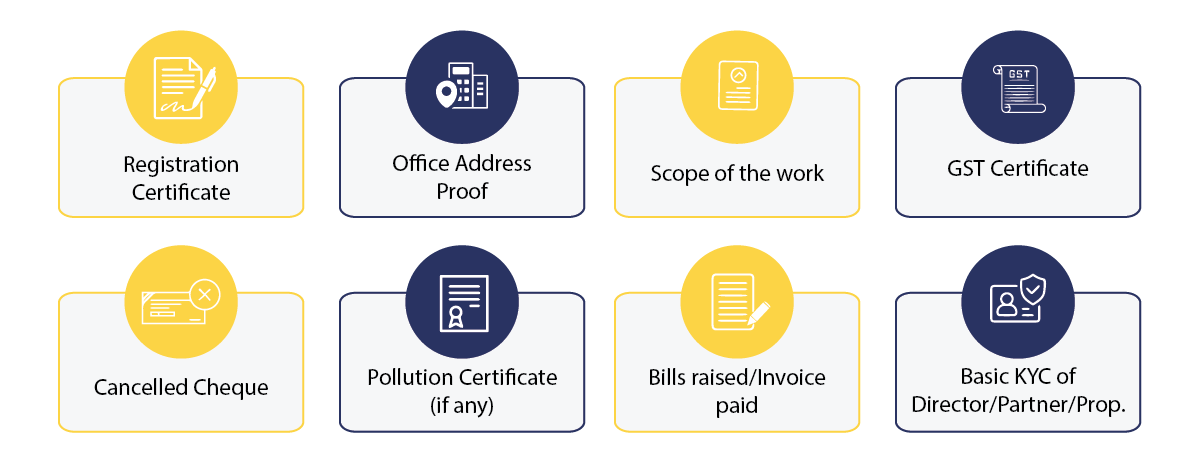 Registration
Certificate
Office Address
Proof
Scope of the work
GST
GST Certificate
Cancelled Cheque
Pollution Certificate
(if any)
Bills raised/Invoice
paid
Basic KYC of
Director/Partner/Prop.